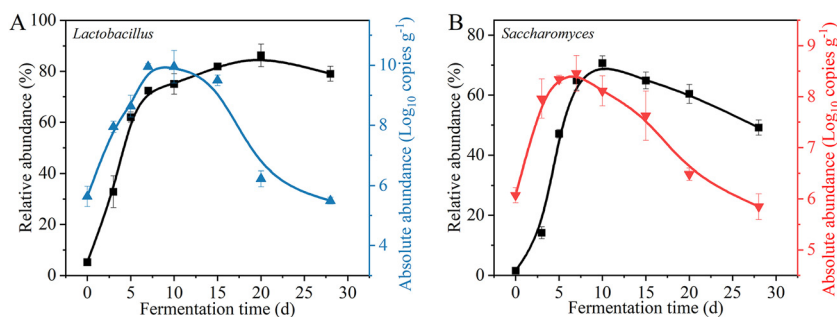 A
Lactobacillus
Relative abundance (%)
100
80
60
40
20
0
0 5 10 15 20 25 30
Fermentation time (d)
10
8
6
4
Absolute abundance (Log10 copies g-1)
B
Saccharomyces
Relative abundance (%)
80
60
40
20
0
0 5 10 15 20 25 30
Fermentation time (d)
9
8
7
6
5
Absolute abundance (Log10 copies g-1)